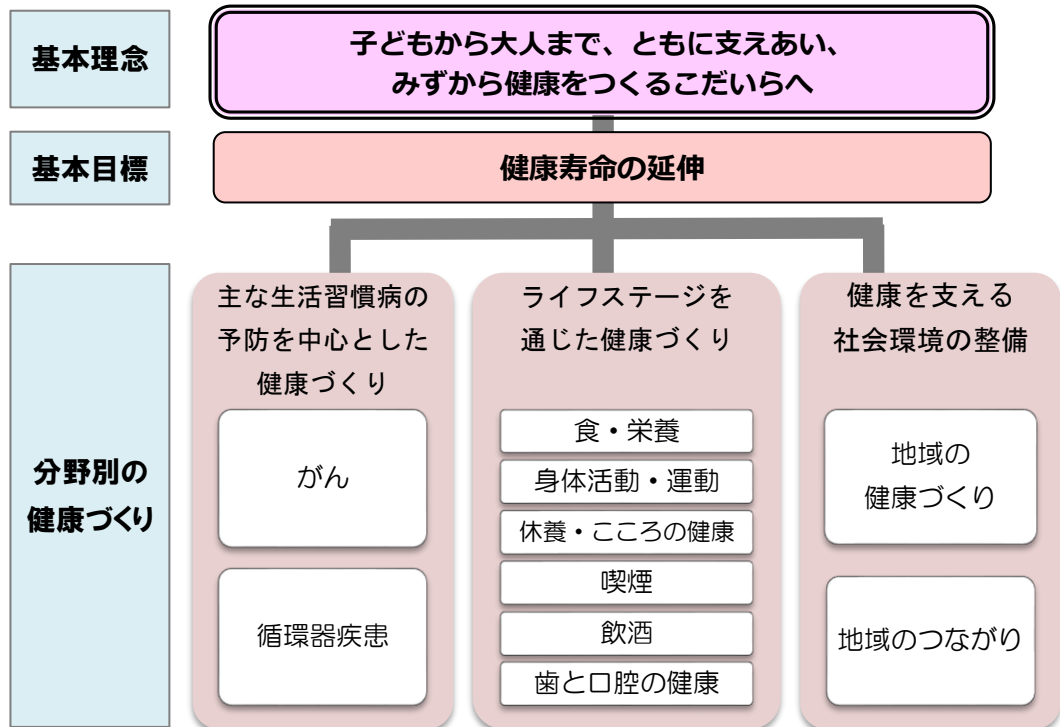 基本理念
子どもから大人まで、ともに支えあい、
みずから健康をつくるこだいらへ
基本目標
健康寿命の延伸
分野別の
健康づくり
主な生活習慣病の
予防を中心とした
健康づくり
がん
循環器疾患
ライフステージを
通じた健康づくり
食・栄養
身体活動・運動
休養・こころの健康
喫煙
飲酒
歯と口腔の健康
健康を支える
社会環境の整備
地域の
健康づくり
地域のつながり